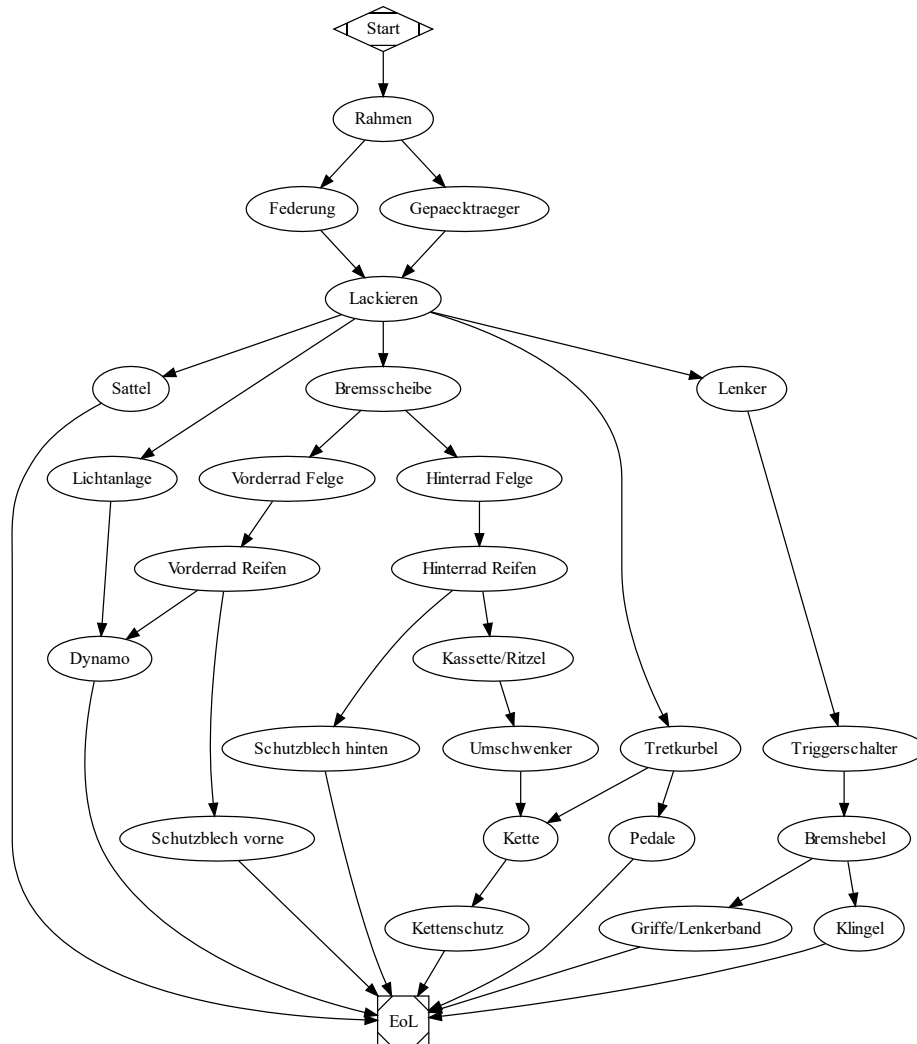 Start
Rahmen
Federung
Gepaecktraeger
Lackieren
Sattel
Bremsscheibe
Lenker
Lichtanlage
Vorderrad Felge
Hinterrad Felge
Vorderrad Reifen
Hinterrad Reifen
Dynamo
Kassette/Ritzel
Schutzblech hinten
Umschwenker
Tretkurbel
Triggerschalter
Schutzblech vorne
Kette
Pedale
Bremshebel
Kettenschutz
Griffe/Lenkerband
Klingel
EoL